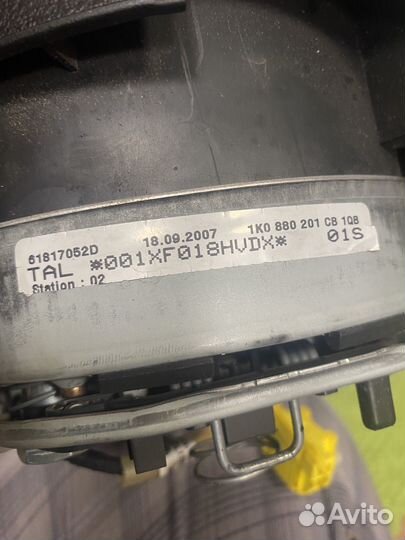 61817052D 18.09.2007 1K0 880 201 CB 1QB
TAL *001XF018HVDX* 01S
Station : 02
Avito